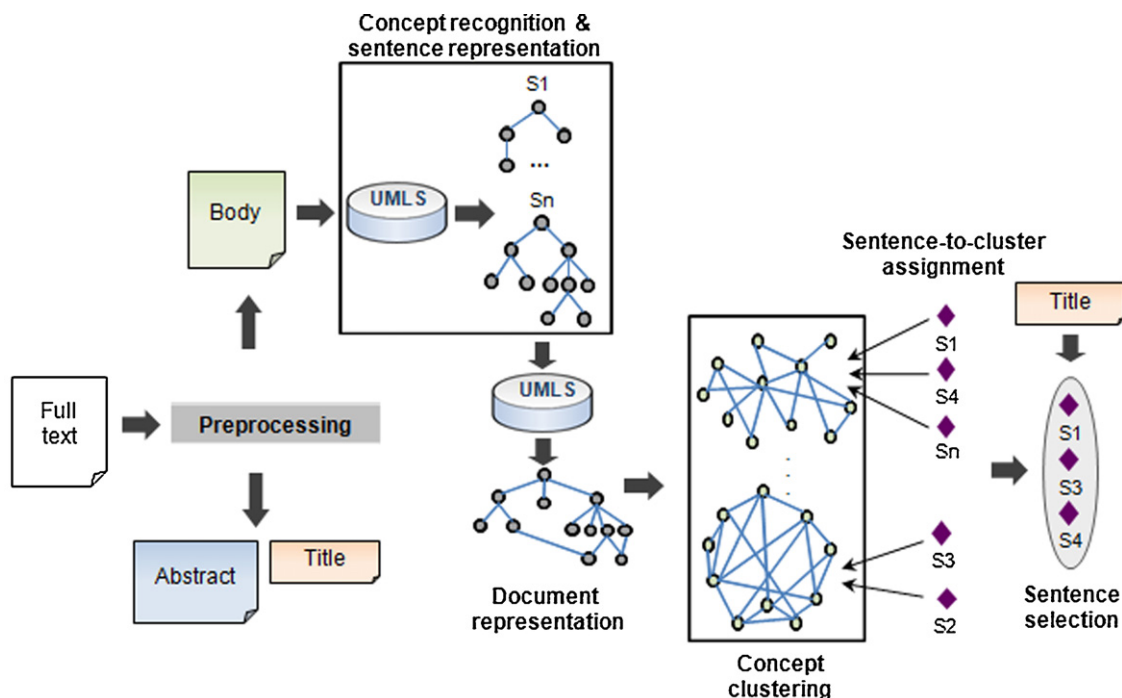 Concept recognition &
sentence representation
S1
...
UMLS
Sn
Body
Full
text
Preprocessing
Abstract
Title
UMLS
Document
representation
Sentence-to-cluster
assignment
S1
S4
Sn
S3
S2
Concept
clustering
Title
S1
S3
S4
Sentence
selection